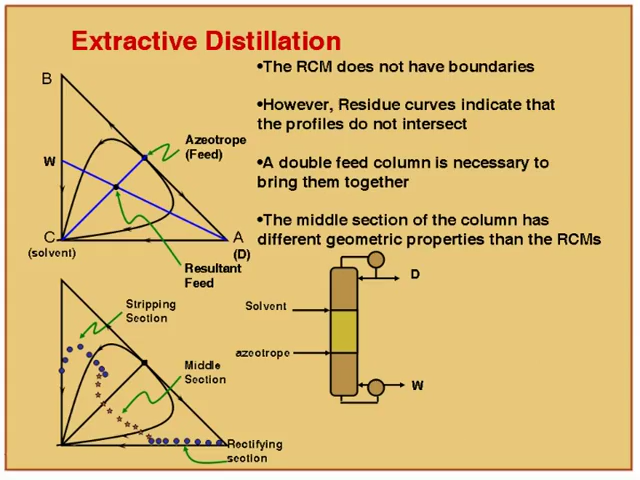 Extractive Distillation
•The RCM does not have boundaries
•However, Residue curves indicate that
the profiles do not intersect
•A double feed column is necessary to
bring them together
•The middle section of the column has
different geometric properties than the RCMs
B
Azeotrope
(Feed)
W
C
(solvent)
A
(D)
Resultant
Feed
Stripping
Section
Middle
Section
Rectifying
section
D
Solvent
azeotrope
W